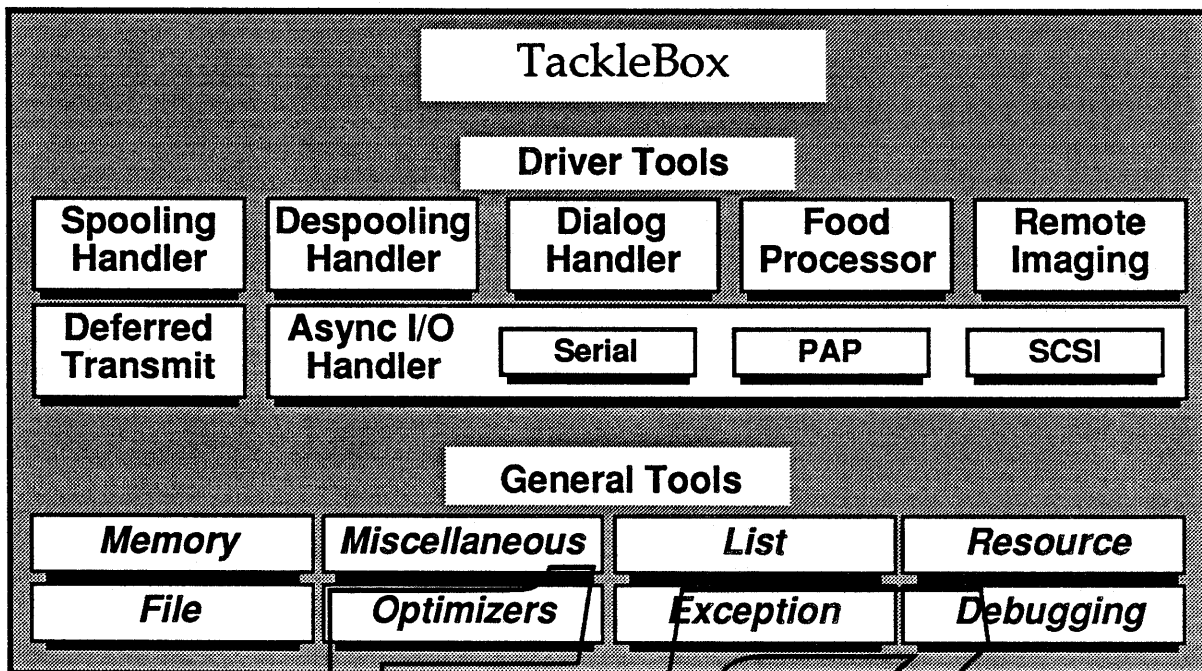 TackleBox
Driver Tools
Spooling
Handler
Despooling
Handler
Dialog
Handler
Food
Processor
Remote
Imaging
Deferred
Transmit
Async I/O
Handler
Serial
PAP
SCSI
General Tools
Memory
Miscellaneous
List
Resource
File
Optimizers
Exception
Debugging